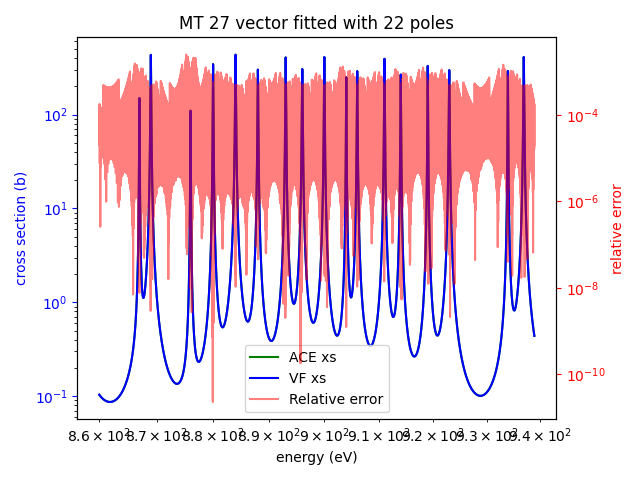 MT 27 vector fitted with 22 poles
10²
10¹
10⁰
10⁻¹
cross section (b)
10⁻⁴
10⁻⁶
10⁻⁸
10⁻¹⁰
relative error
ACE xs
VF xs
Relative error
8.6 × 10² 8.7 × 10² 8.8 × 10² 8.9 × 10² 9 × 10² 9.1 × 10² 9.2 × 10² 9.3 × 10² 9.4 × 10²
energy (eV)